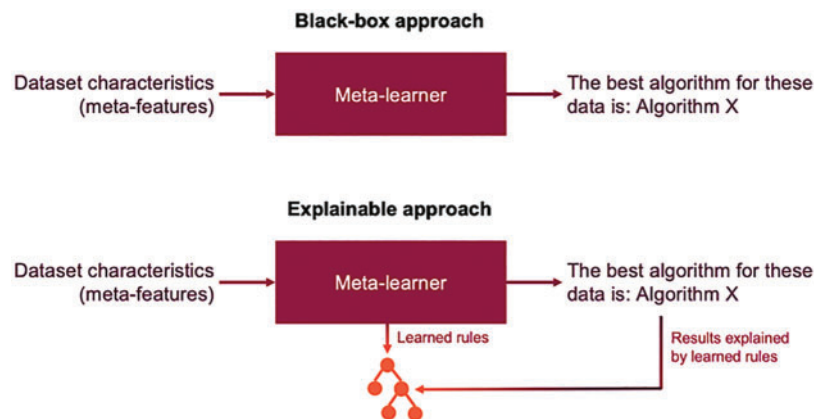 Black-box approach
Dataset characteristics
(meta-features)
Meta-learner
The best algorithm for these
data is: Algorithm X
Explainable approach
Dataset characteristics
(meta-features)
Meta-learner
The best algorithm for these
data is: Algorithm X
Learned rules
Results explained
by learned rules